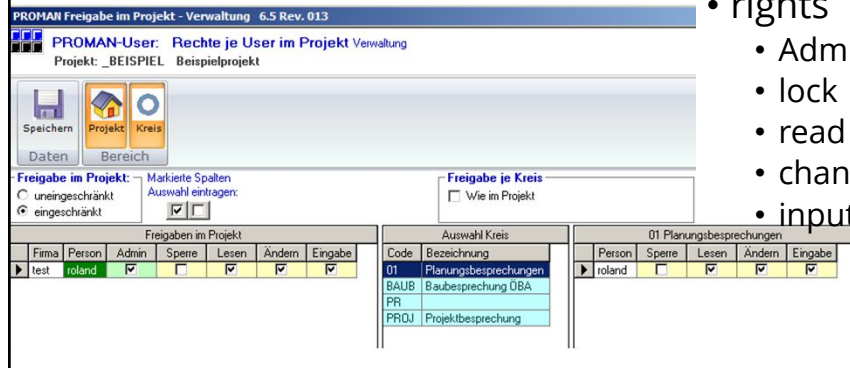 PROMAN Freigabe im Projekt - Verwaltung 6.5 Rev. 013
PROMAN-User: Rechte je User im Projekt Verwaltung
Projekt: _BEISPIEL Beispielprojekt
Speichern Projekt Kreis
Daten Bereich
Freigabe im Projekt: Markierte Spalten Freigabe je Kreis
uneingeschränkt Auswahl eintragen: Wie im Projekt
eingeschränkt
Freigaben im Projekt Auswahl Kreis 01 Planungsbesprechungen
Firma Person Admin Sperre Lesen Ändern Eingabe Code Bezeichnung Person Sperre Lesen Ändern Eingabe
test roland 01 Planungsbesprechungen roland
BAUB Baubesprechung ÖBA
PR
PROJ Projektbesprechung
• rights
• Adm
• lock
• read
• chan
• input